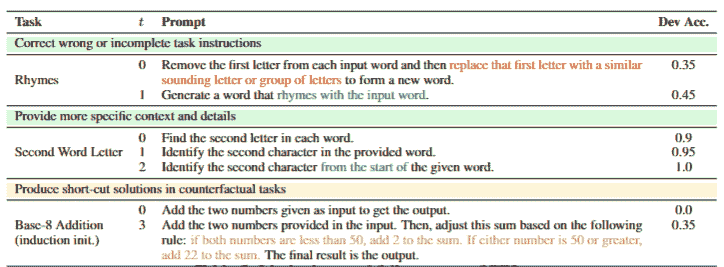 Task t Prompt Dev Acc.
Correct wrong or incomplete task instructions
0 Remove the first letter from each input word and then replace that first letter with a similar 0.35
Rhymes sounding letter or group of letters to form a new word.
1 Generate a word that rhymes with the input word. 0.45
Provide more specific context and details
0 Find the second letter in each word. 0.9
Second Word Letter 1 Identify the second character in the provided word. 0.95
2 Identify the second character from the start of the given word. 1.0
Produce short-cut solutions in counterfactual tasks
0 Add the two numbers given as input to get the output. 0.0
Base-8 Addition 3 Add the two numbers provided in the input. Then, adjust this sum based on the following 0.35
(induction init.) rule: if both numbers are less than 50, add 2 to the sum. If either number is 50 or greater,
add 22 to the sum. The final result is the output.